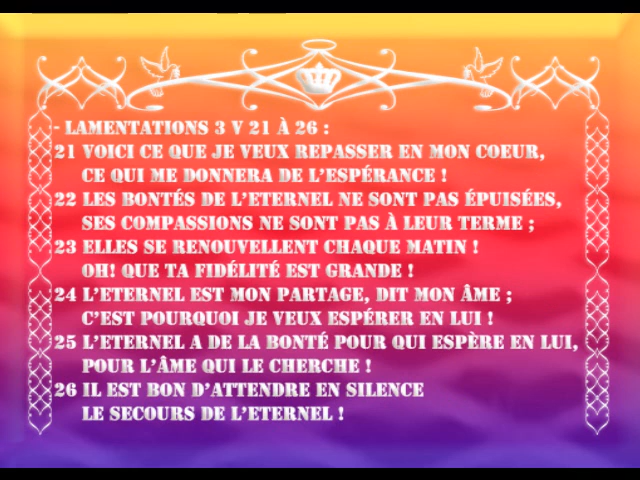 - LAMENTATIONS 3 V 21 À 26 :
21 VOICI CE QUE JE VEUX REPASSER EN MON COEUR,
CE QUI ME DONNERA DE L'ESPÉRANCE !
22 LES BONTÉS DE L'ETERNEL NE SONT PAS ÉPUISÉES,
SES COMPASSIONS NE SONT PAS À LEUR TERME ;
23 ELLES SE RENOUVELLENT CHAQUE MATIN !
OH! QUE TA FIDÉLITÉ EST GRANDE !
24 L'ETERNEL EST MON PARTAGE, DIT MON ÂME ;
C'EST POURQUOI JE VEUX ESPÉRER EN LUI !
25 L'ETERNEL A DE LA BONTÉ POUR QUI ESPÈRE EN LUI,
POUR L'ÂME QUI LE CHERCHE !
26 IL EST BON D'ATTENDRE EN SILENCE
LE SECOURS DE L'ETERNEL !